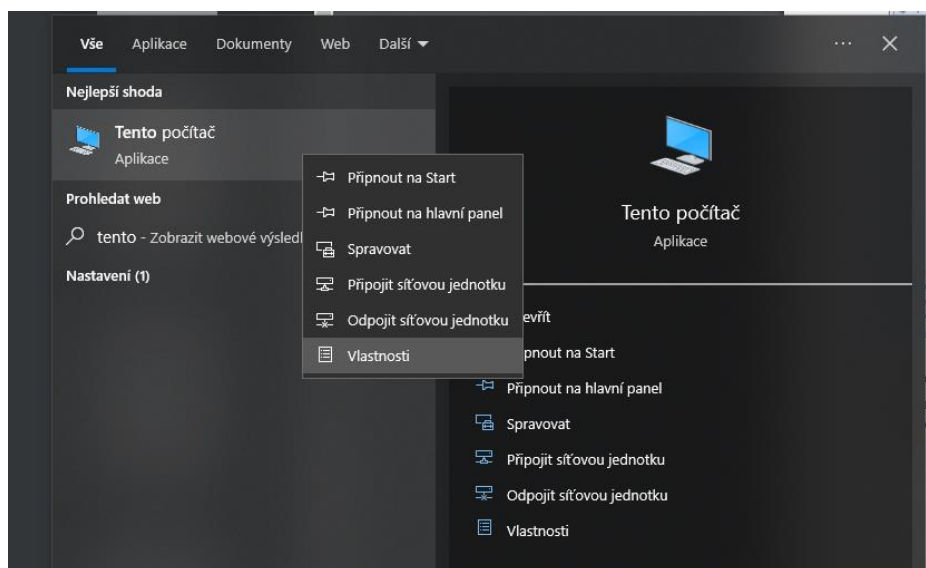 Vše Aplikace Dokumenty Web Další
Nejlepší shoda
Tento počítač
Aplikace
Prohledat web
tento - Zobrazit webové
Nastavení (1)
Připnout na Start
Připnout na hlavní panel
Spravovat
Připojit síťovou jednotku
Odpojit síťovou jednotku
Vlastnosti
Tento počítač
Aplikace
evřít
pnout na Start
Připnout na hlavní panel
Spravovat
Připojit síťovou jednotku
Odpojit síťovou jednotku
Vlastnosti